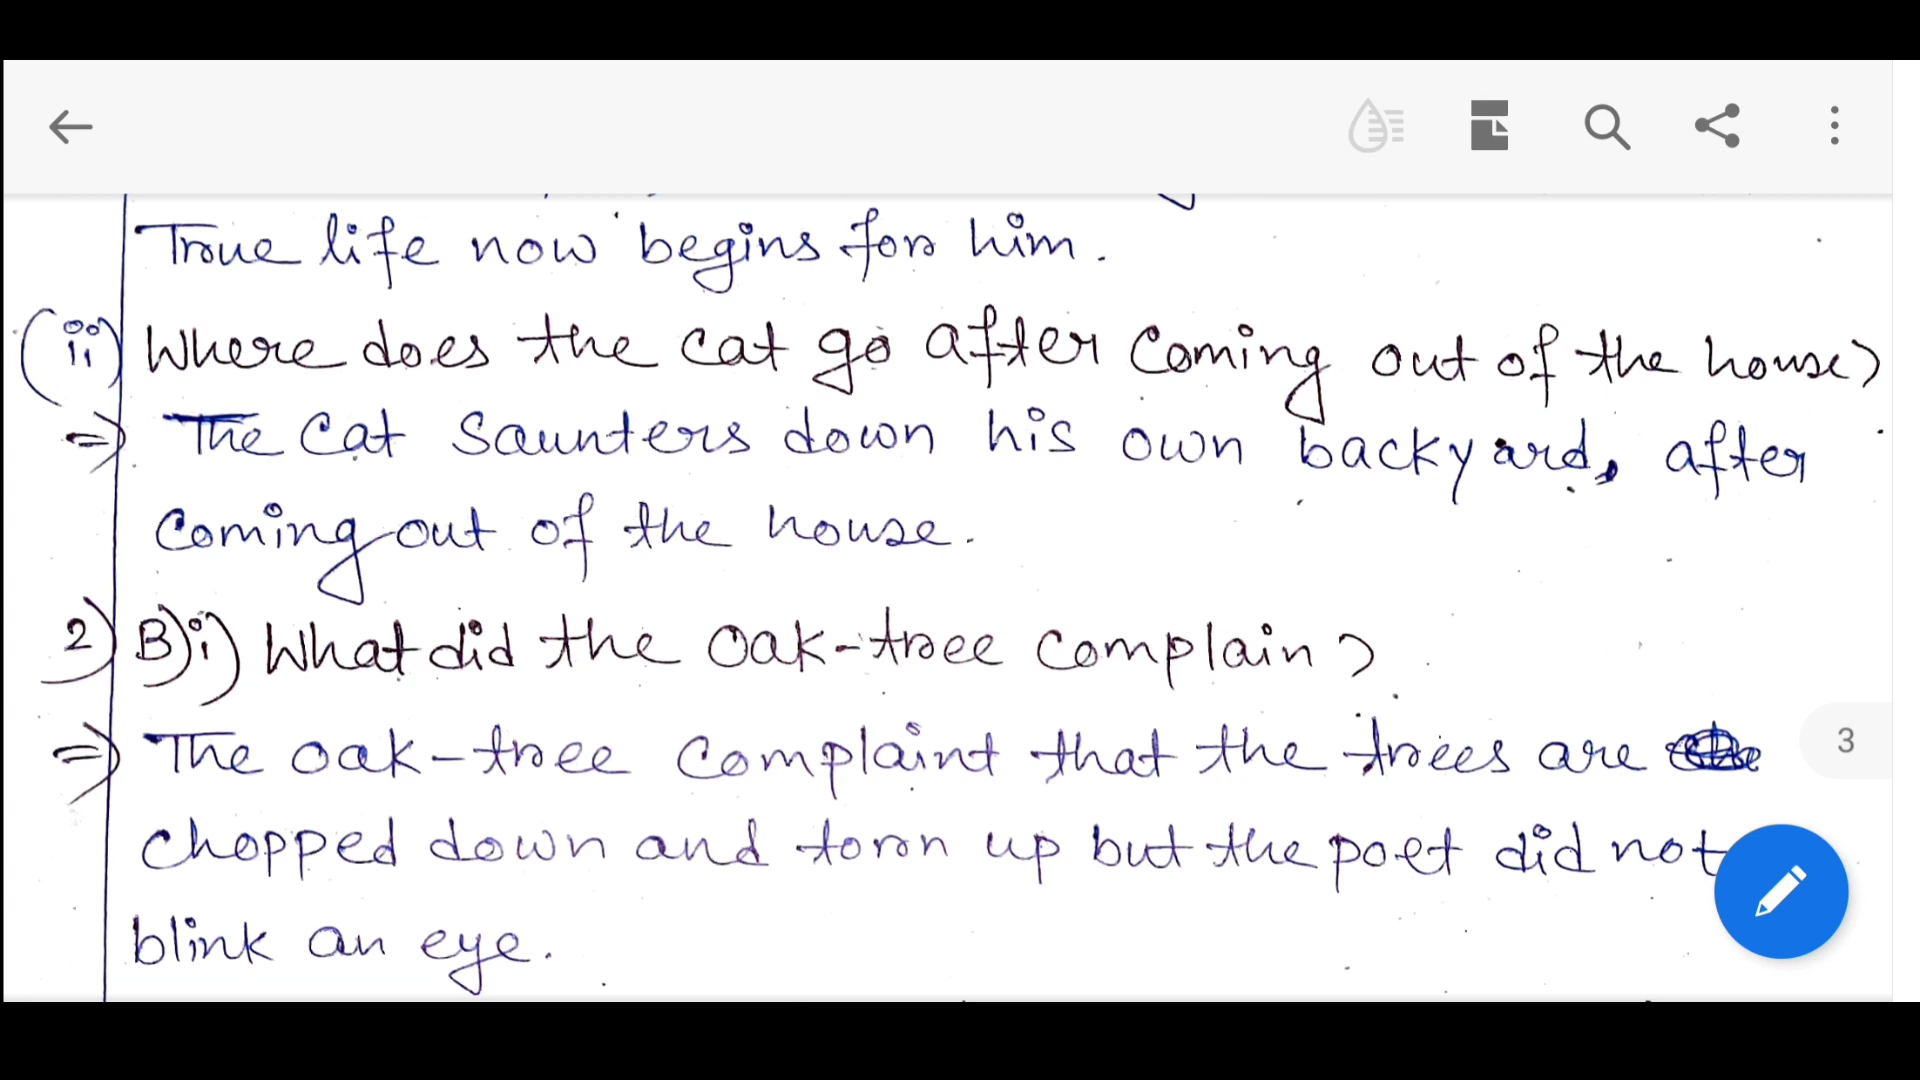 True life now begins for him.
(ii) Where does the cat go after coming out of the house?
=> The cat saunters down his own backyard, after
coming out of the house.
2) B) i) What did the oak-tree complain?
=> The oak-tree complaint that the trees are
3
chopped down and torn up but the poet did not
blink an eye.